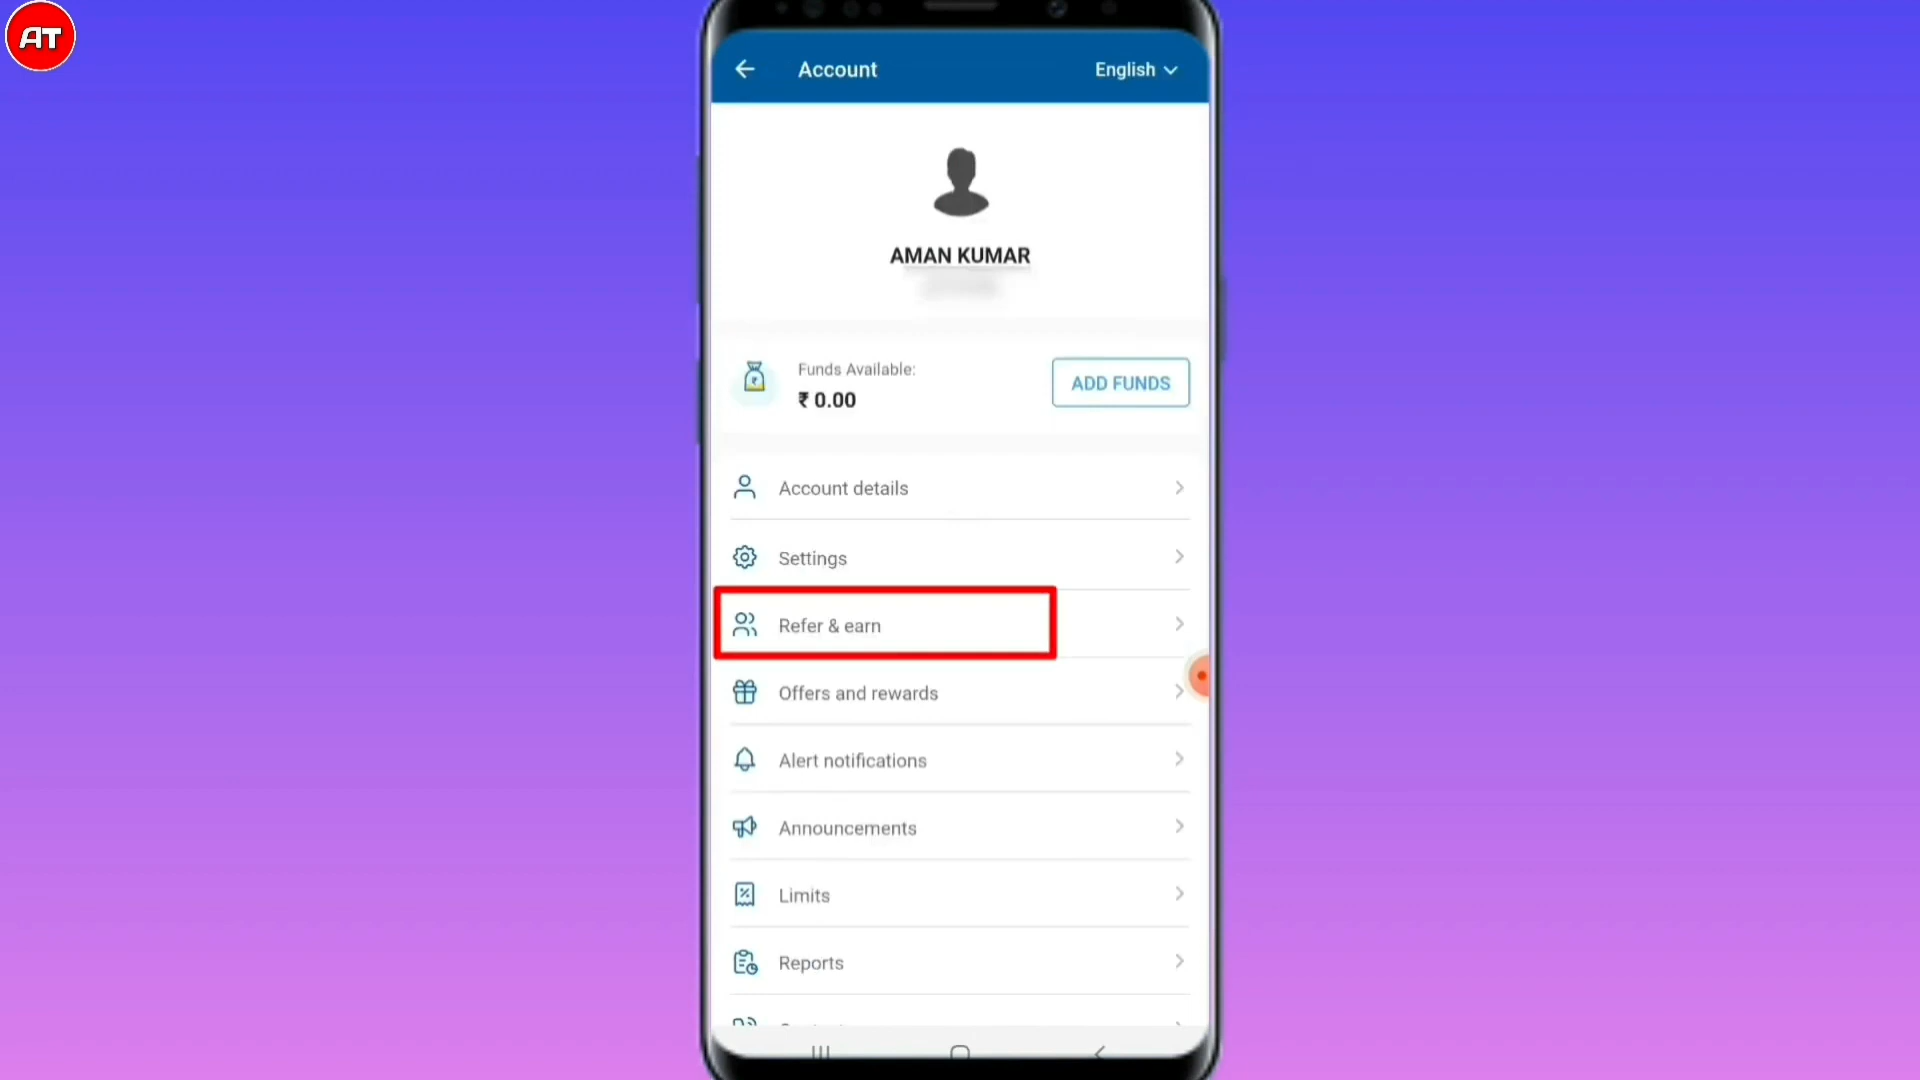 AT
Account
English
AMAN KUMAR
Funds Available:
₹ 0.00
ADD FUNDS
Account details
Settings
Refer & earn
Offers and rewards
Alert notifications
Announcements
Limits
Reports